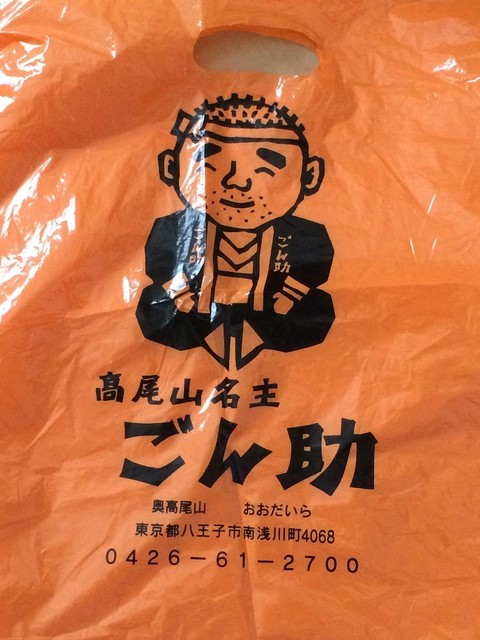 ごん助
ごん助
髙尾山名主
ごん助
奥髙尾山 おおだいら
東京都八王子市南浅川町4068
0426-61-2700